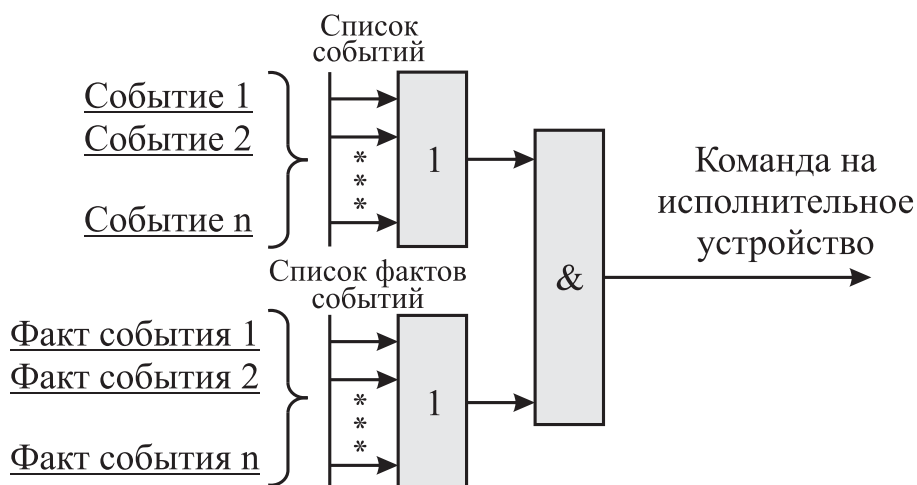 Список
событий
Событие 1
Событие 2
* * *
Событие n
1
Список фактов
событий
Факт события 1
Факт события 2
* * *
Факт события n
1
&
Команда на
исполнительное
устройство